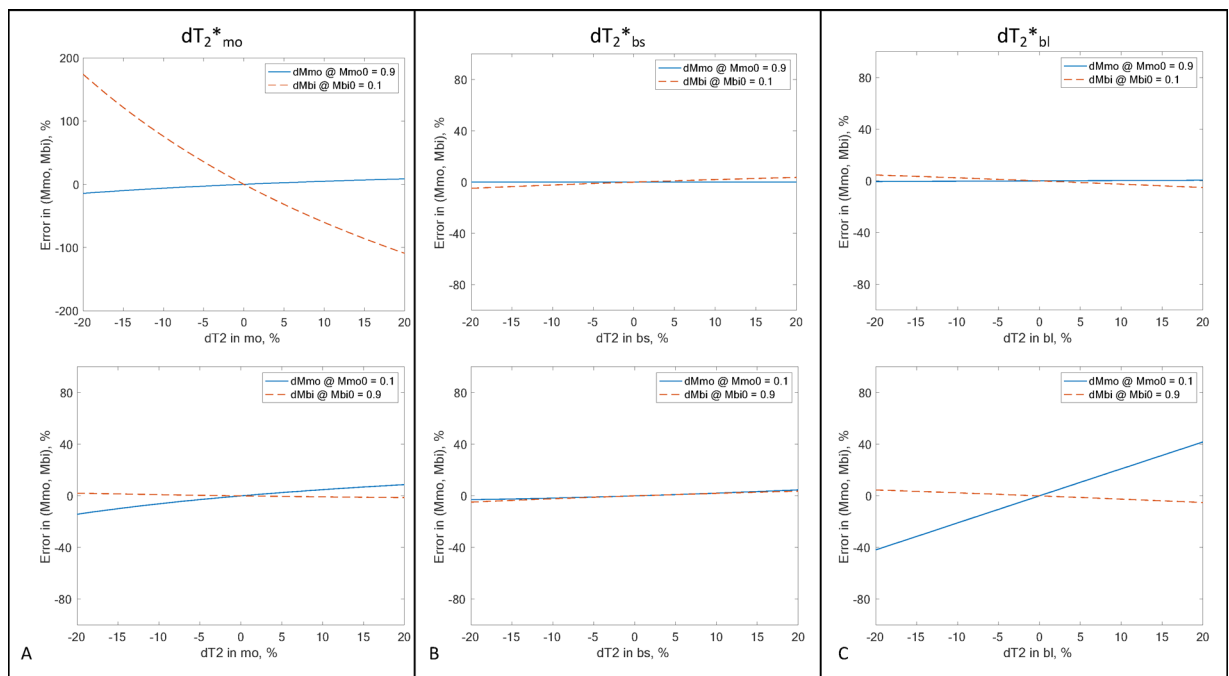 dT₂*ₘₒ
200
100
0
-100
-200
Error in (Mmo, Mbi), %
dMmo @ Mmo0 = 0.9
dMbi @ Mbi0 = 0.1
-20 -15 -10 -5 0 5 10 15 20
dT2 in mo, %
80
40
0
-40
-80
Error in (Mmo, Mbi), %
dMmo @ Mmo0 = 0.1
dMbi @ Mbi0 = 0.9
-20 -15 -10 -5 0 5 10 15 20
dT2 in mo, %
A
dT₂*bs
80
40
0
-40
-80
Error in (Mmo, Mbi), %
dMmo @ Mmo0 = 0.9
dMbi @ Mbi0 = 0.1
-20 -15 -10 -5 0 5 10 15 20
dT2 in bs, %
80
40
0
-40
-80
Error in (Mmo, Mbi), %
dMmo @ Mmo0 = 0.1
dMbi @ Mbi0 = 0.9
-20 -15 -10 -5 0 5 10 15 20
dT2 in bs, %
B
dT₂*bl
80
40
0
-40
-80
Error in (Mmo, Mbi), %
dMmo @ Mmo0 = 0.9
dMbi @ Mbi0 = 0.1
-20 -15 -10 -5 0 5 10 15 20
dT2 in bl, %
80
40
0
-40
-80
Error in (Mmo, Mbi), %
dMmo @ Mmo0 = 0.1
dMbi @ Mbi0 = 0.9
-20 -15 -10 -5 0 5 10 15 20
dT2 in bl, %
C